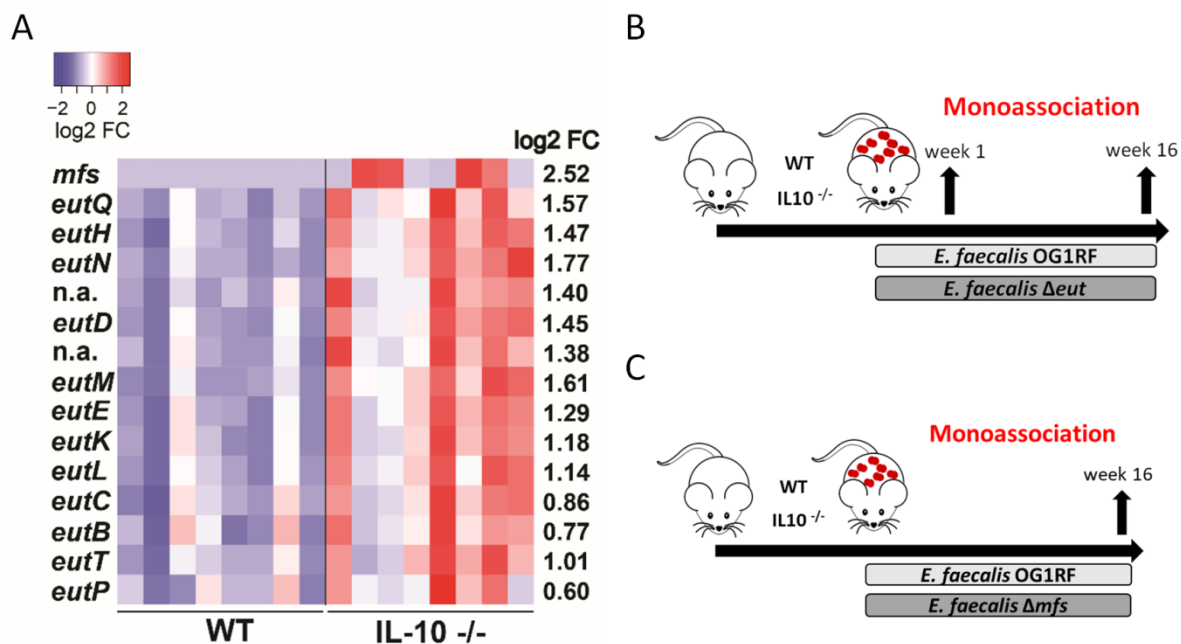 A
−2 0 2
log2 FC
log2 FC
mfs 2.52
eutQ 1.57
eutH 1.47
eutN 1.77
n.a. 1.40
eutD 1.45
n.a. 1.38
eutM 1.61
eutE 1.29
eutK 1.18
eutL 1.14
eutC 0.86
eutB 0.77
eutT 1.01
eutP 0.60
WT IL-10 -/-
B
Monoassociation
week 1 week 16
WT
IL10 -/-
E. faecalis OG1RF
E. faecalis Δeut
C
Monoassociation
week 16
WT
IL10 -/-
E. faecalis OG1RF
E. faecalis Δmfs